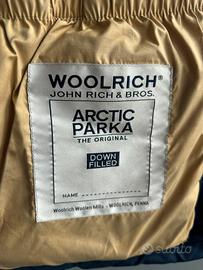 WOOLRICH®
JOHN RICH & BROS.
ARCTIC
PARKA
THE ORIGINAL
DOWN
FILLED
NAME
Woolrich Woolen Mills - WOOLRICH, PENNA
subito